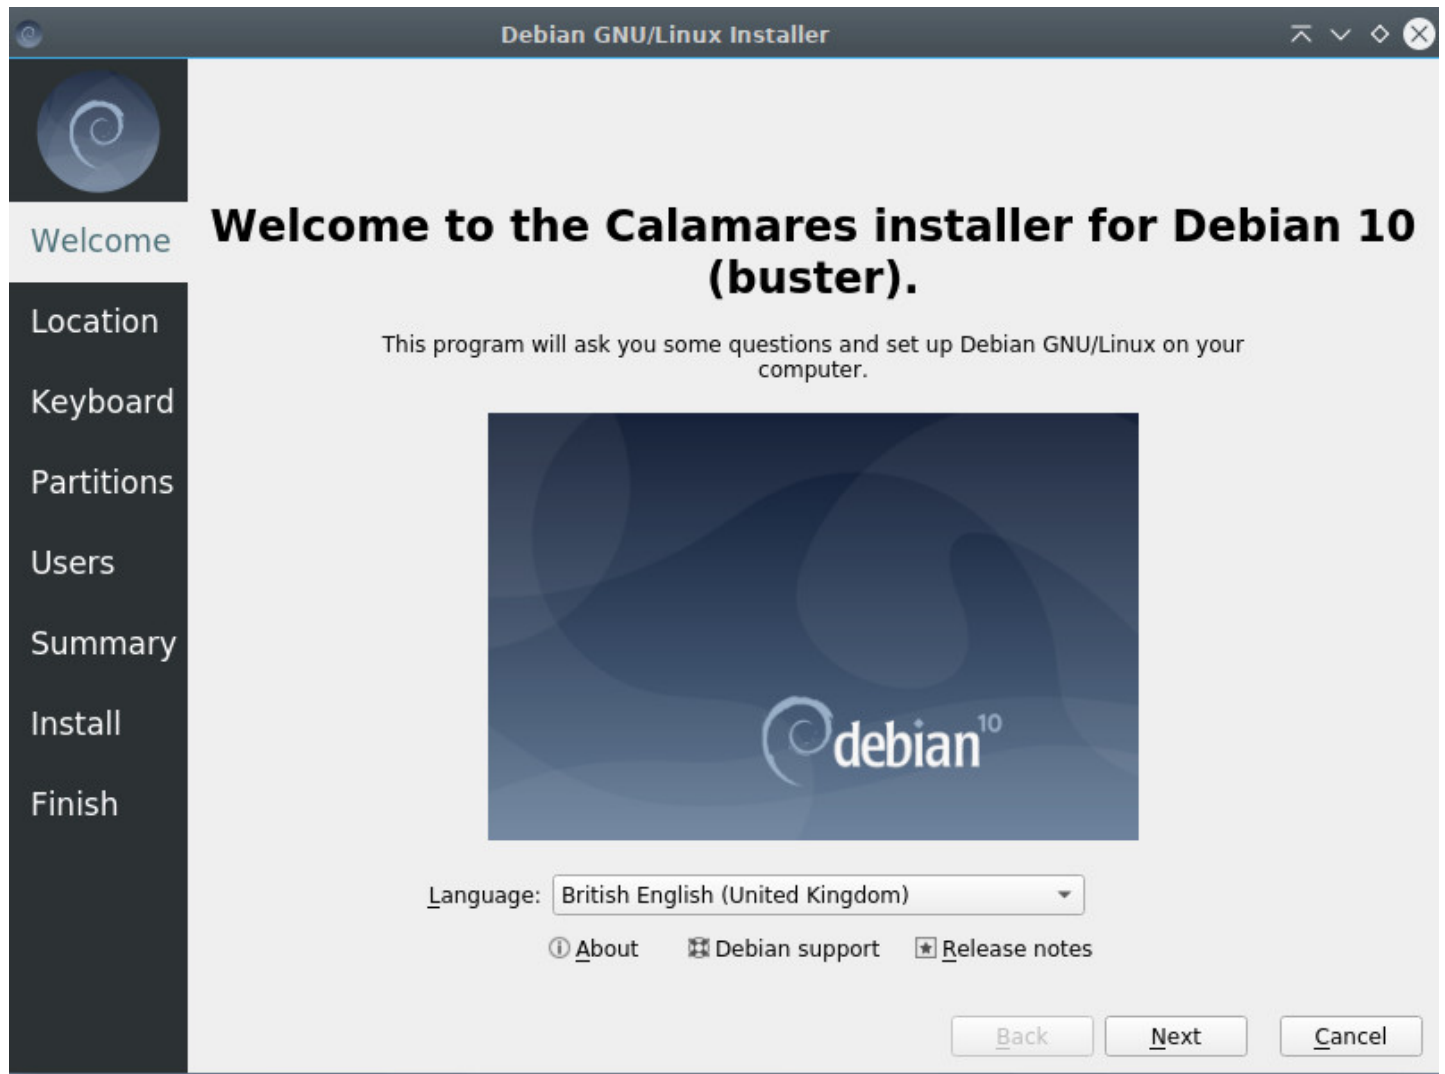 Debian GNU/Linux Installer
Welcome
Location
Keyboard
Partitions
Users
Summary
Install
Finish
Welcome to the Calamares installer for Debian 10
(buster).
This program will ask you some questions and set up Debian GNU/Linux on your
computer.
debian 10
Language: British English (United Kingdom)
About Debian support Release notes
Back Next Cancel